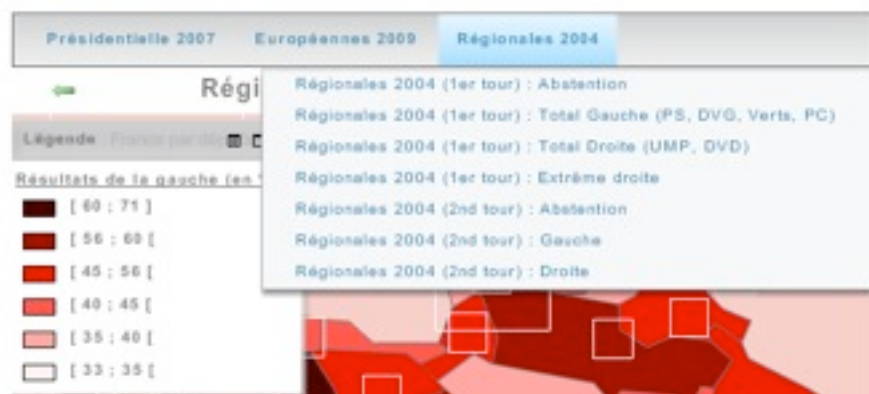 Présidentielle 2007 Européennes 2009 Régionales 2004
Régi
Régionales 2004 (1er tour) : Abstention
Régionales 2004 (1er tour) : Total Gauche (PS, DVG, Verts, PC)
Régionales 2004 (1er tour) : Total Droite (UMP, DVD)
Régionales 2004 (1er tour) : Extrême droite
Régionales 2004 (2nd tour) : Abstention
Régionales 2004 (2nd tour) : Gauche
Régionales 2004 (2nd tour) : Droite
Légende France par
Résultats de la gauche (en
[ 60 ; 71 ]
[ 56 ; 60 [
[ 45 ; 56 [
[ 40 ; 45 [
[ 35 ; 40 [
[ 33 ; 35 [